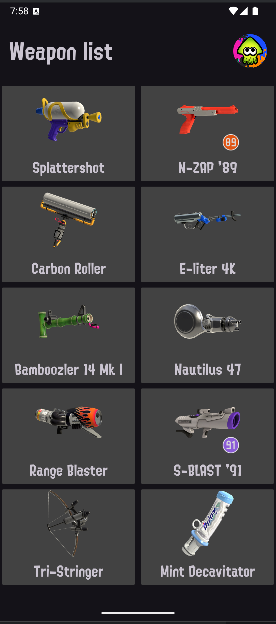 7:58
Weapon list
Splattershot
N-ZAP '89
89
Carbon Roller
E-liter 4K
Bamboozler 14 Mk I
Nautilus 47
Range Blaster
S-BLAST '91
91
Tri-Stringer
Mint Decavitator